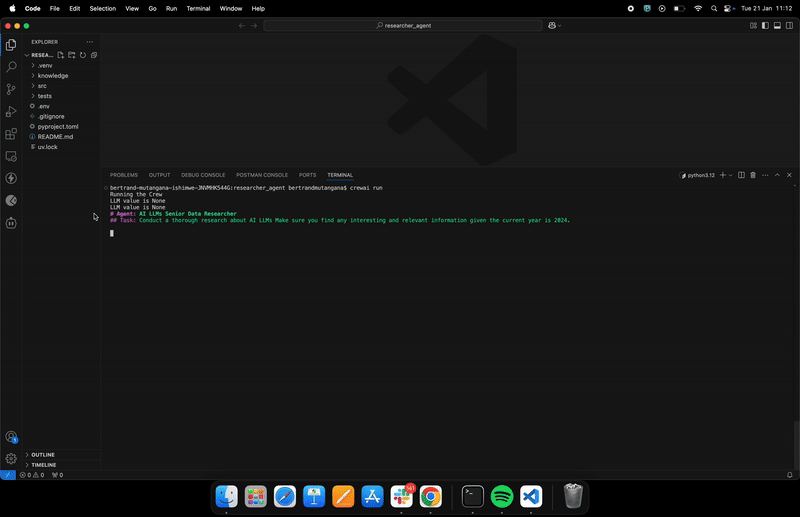 Code File Edit Selection View Go Run Terminal Window Help Tue 21 Jan 11:12
researcher_agent
EXPLORER
RESEA...
.venv
knowledge
src
tests
.env
.gitignore
pyproject.toml
README.md
uv.lock
PROBLEMS OUTPUT DEBUG CONSOLE POSTMAN CONSOLE PORTS TERMINAL python3.12
bertrand-mutangana-ishimwe-JNVMHK544G:researcher_agent bertrandmutangana$ crewai run
Running the Crew
LLM value is None
LLM value is None
# Agent: AI LLMs Senior Data Researcher
## Task: Conduct a thorough research about AI LLMs Make sure you find any interesting and relevant information given the current year is 2024.
OUTLINE
TIMELINE
0 0 0